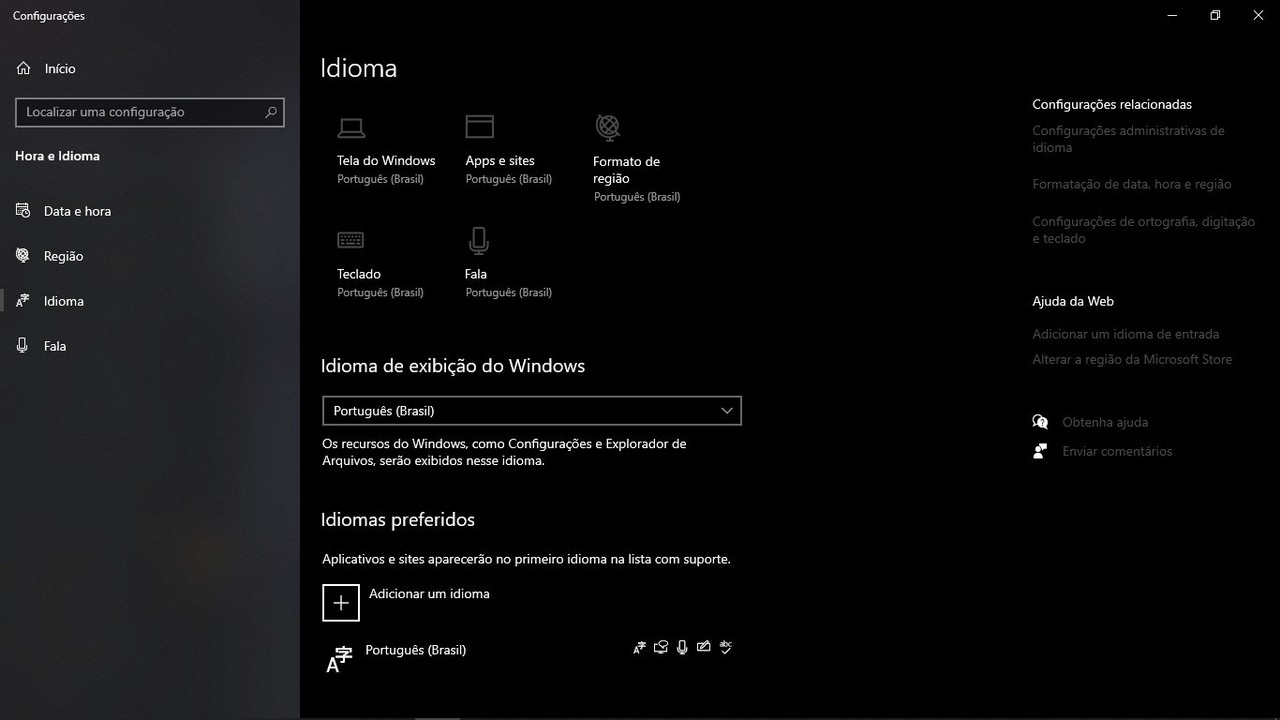 Configurações
Início
Localizar uma configuração
Hora e Idioma
Data e hora
Região
Idioma
Fala
Idioma
Tela do Windows
Português (Brasil)
Apps e sites
Português (Brasil)
Formato de
região
Português (Brasil)
Teclado
Português (Brasil)
Fala
Português (Brasil)
Idioma de exibição do Windows
Português (Brasil)
Os recursos do Windows, como Configurações e Explorador de
Arquivos, serão exibidos nesse idioma.
Idiomas preferidos
Aplicativos e sites aparecerão no primeiro idioma na lista com suporte.
Adicionar um idioma
Português (Brasil)
Configurações relacionadas
Configurações administrativas de
idioma
Formatação de data, hora e região
Configurações de ortografia, digitação
e teclado
Ajuda da Web
Adicionar um idioma de entrada
Alterar a região da Microsoft Store
Obtenha ajuda
Enviar comentários